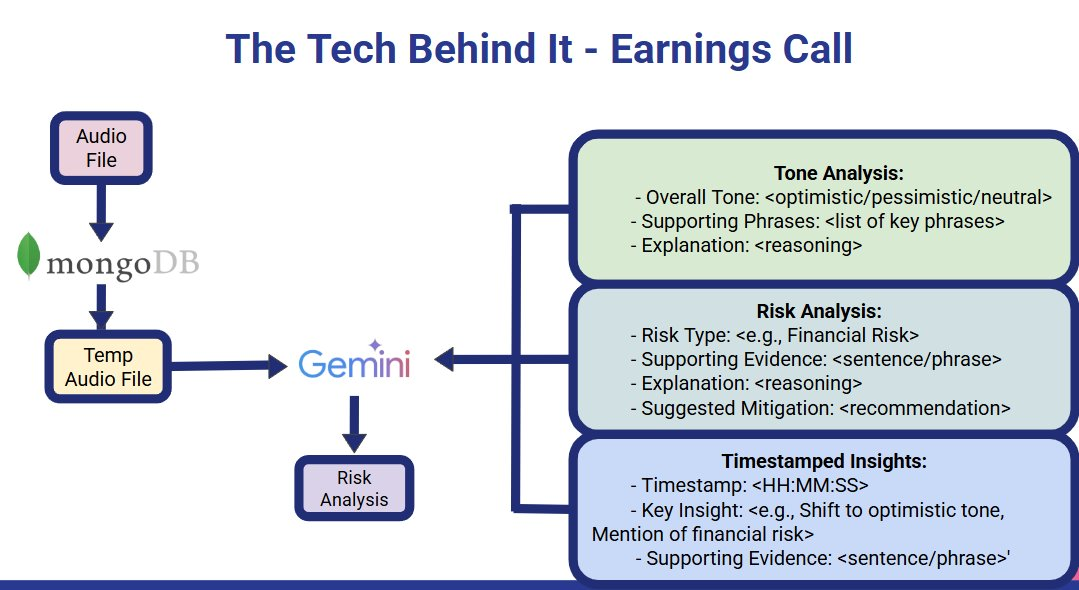 The Tech Behind It - Earnings Call
Audio
File
mongoDB
Temp
Audio File
Gemini
Risk
Analysis
Tone Analysis:
- Overall Tone: <optimistic/pessimistic/neutral>
- Supporting Phrases: <list of key phrases>
- Explanation: <reasoning>
Risk Analysis:
- Risk Type: <e.g., Financial Risk>
- Supporting Evidence: <sentence/phrase>
- Explanation: <reasoning>
- Suggested Mitigation: <recommendation>
Timestamped Insights:
- Timestamp: <HH:MM:SS>
- Key Insight: <e.g., Shift to optimistic tone,
Mention of financial risk>
- Supporting Evidence: <sentence/phrase>'